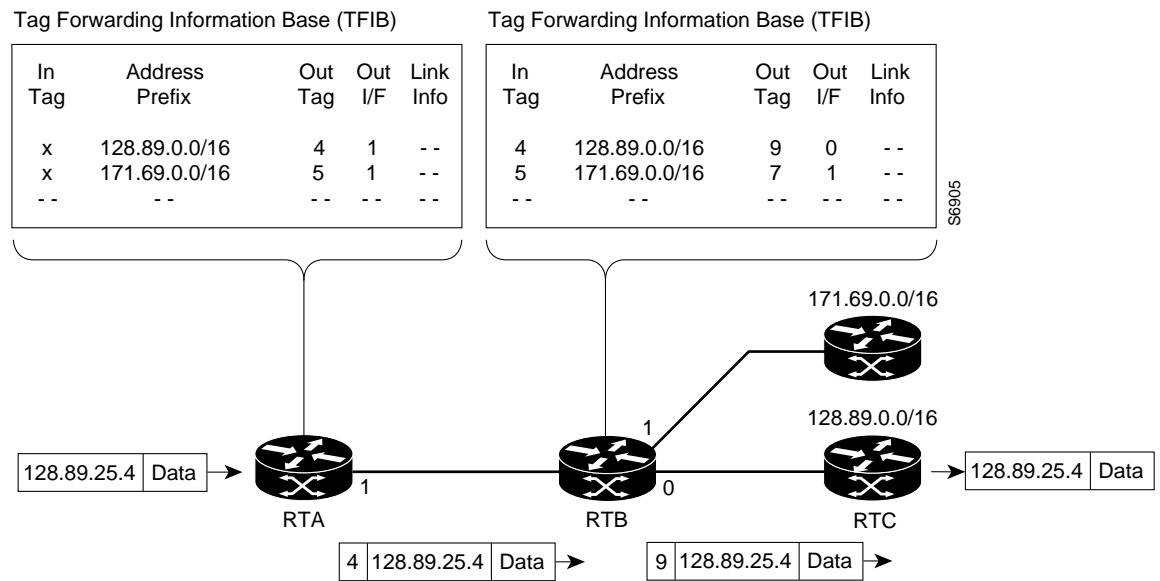 Tag Forwarding Information Base (TFIB)
In Tag Address Prefix Out Tag Out I/F Link Info
x 128.89.0.0/16 4 1 - -
x 171.69.0.0/16 5 1 - -
- - - - - - - - - -
Tag Forwarding Information Base (TFIB)
In Tag Address Prefix Out Tag Out I/F Link Info
4 128.89.0.0/16 9 0 - -
5 171.69.0.0/16 7 1 - -
- - - - - - - - - -
S6905
171.69.0.0/16
128.89.0.0/16
1
128.89.25.4 Data
1
0
128.89.25.4 Data
RTA
RTB
RTC
4 128.89.25.4 Data
9 128.89.25.4 Data